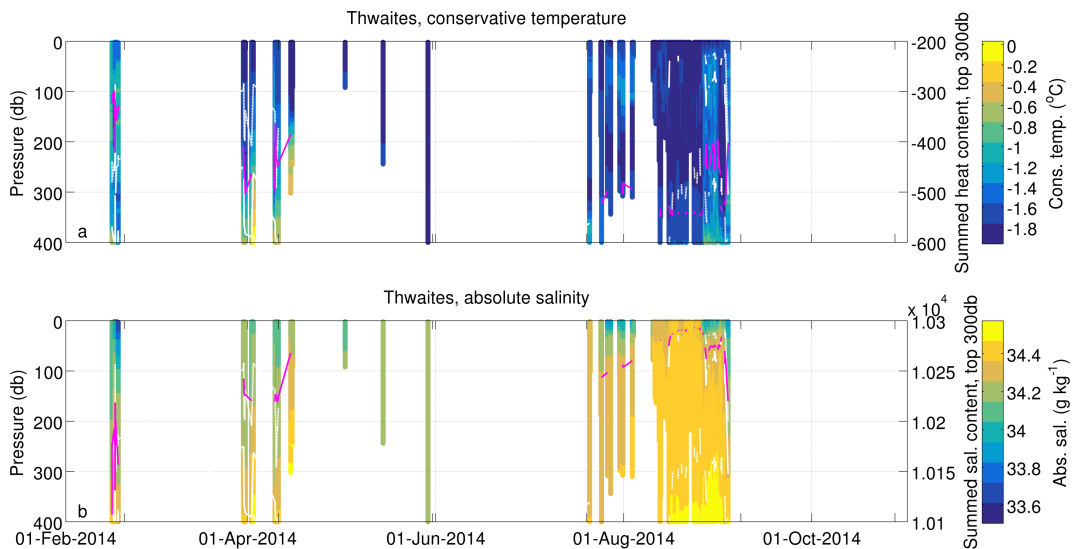 Thwaites, conservative temperature
0
100
200
300
400
Pressure (db)
a
-200
-300
-400
-500
-600
Summed heat content, top 300db
0
-0.2
-0.4
-0.6
-0.8
-1
-1.2
-1.4
-1.6
-1.8
Cons. temp. (°C)
Thwaites, absolute salinity
x 10⁴
0
100
200
300
400
Pressure (db)
b
1.03
1.025
1.02
1.015
1.01
Summed sal. content, top 300db
34.4
34.2
34
33.8
33.6
Abs. sal. (g kg⁻¹)
01-Feb-2014 01-Apr-2014 01-Jun-2014 01-Aug-2014 01-Oct-2014